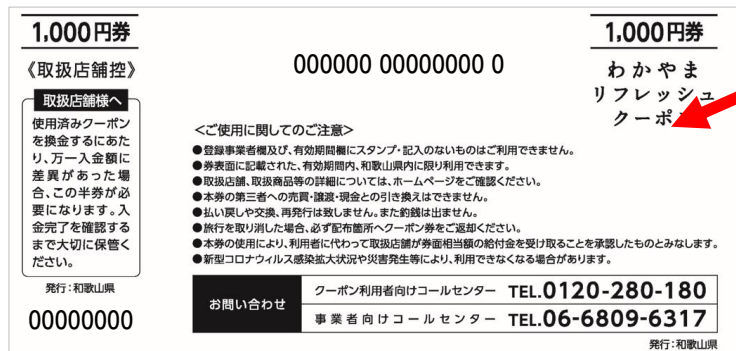 1,000円券
《取扱店舗控》
取扱店舗様へ
使用済みクーポン
を換金するにあた
り、万一入金額に
差異があった場
合、この半券が必
要になります。入
金完了を確認する
まで大切に保管く
ださい。
発行：和歌山県
00000000
000000 00000000 0
1,000円券
わかやま
リフレッシュ
クーポ
<ご使用に関してのご注意>
●登録事業者欄及び、有効期間欄にスタンプ・記入のないものはご利用できません。
●券表面に記載された、有効期間内、和歌山県内に限り利用できます。
●取扱店舗、取扱商品等の詳細については、ホームページをご確認ください。
●本券の第三者への売買・譲渡・現金との引き換えはできません。
●払い戻しや交換、再発行は致しません。また釣銭は出ません。
●旅行を取り消した場合、必ず配布箇所へクーポン券をご返却ください。
●本券の使用により、利用者に代わって取扱店舗が券面相当額の給付金を受け取ることを承認したものとみなします。
●新型コロナウィルス感染拡大状況や災害発生等により、利用できなくなる場合があります。
お問い合わせ
クーポン利用者向けコールセンター TEL.0120-280-180
事業者向けコールセンター TEL.06-6809-6317
発行：和歌山県